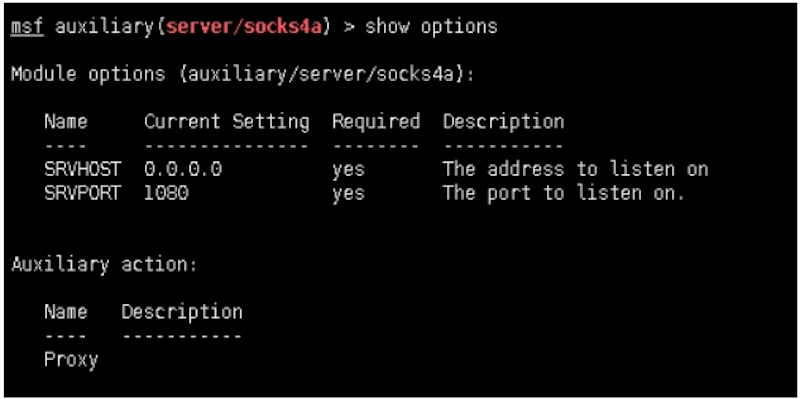 msf auxiliary(server/socks4a) > show options
Module options (auxiliary/server/socks4a):
Name Current Setting Required Description
---- --------------- -------- -----------
SRVHOST 0.0.0.0 yes The address to listen on
SRVPORT 1080 yes The port to listen on.
Auxiliary action:
Name Description
---- -----------
Proxy